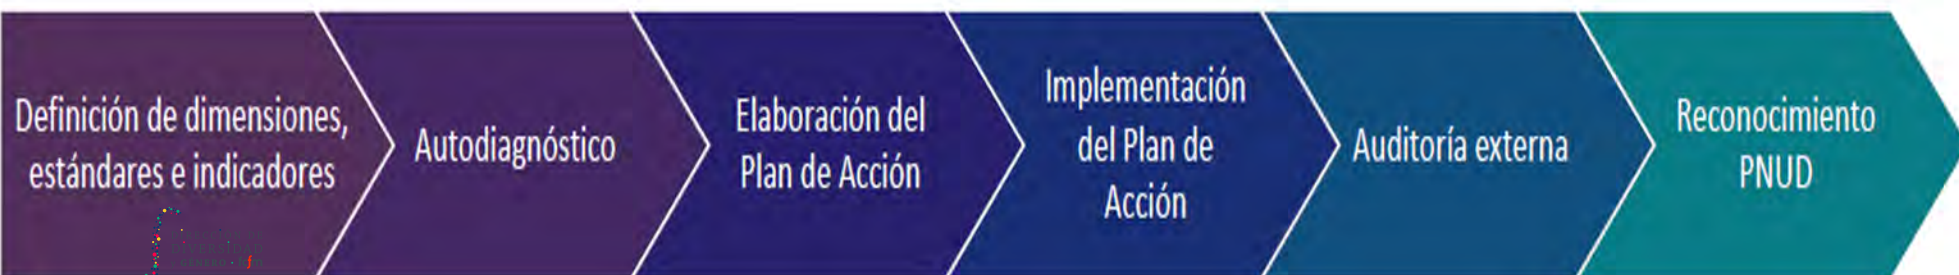 Definición de dimensiones,
estándares e indicadores
Autodiagnóstico
Elaboración del
Plan de Acción
Implementación
del Plan de
Acción
Auditoría externa
Reconocimiento
PNUD
DIVERSIDAD